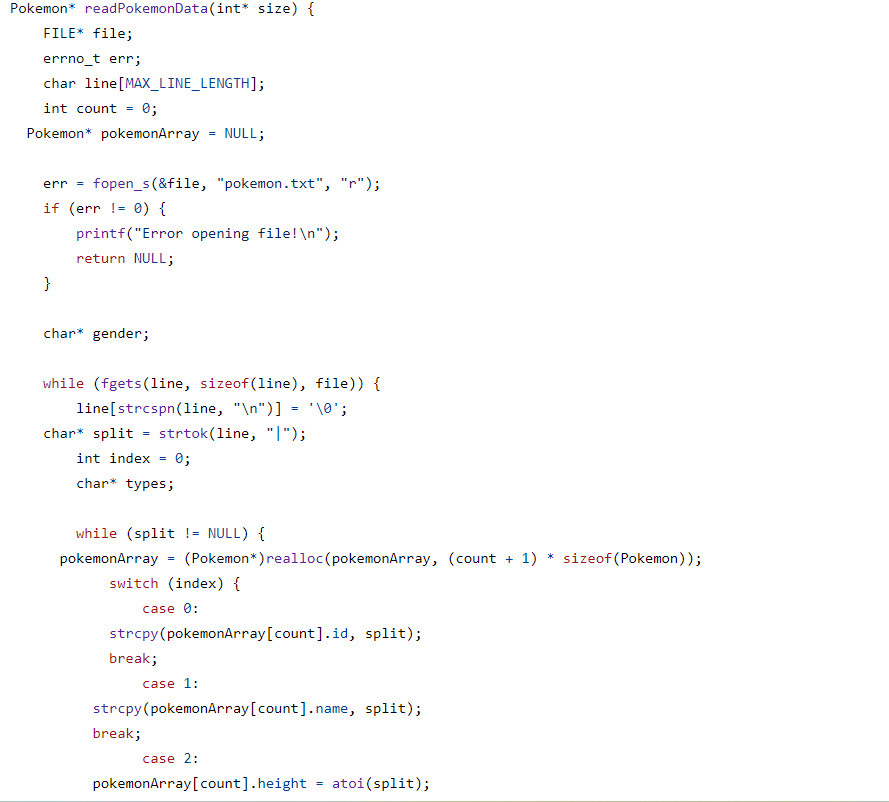 Pokemon* readPokemonData(int* size) {
    FILE* file;
    errno_t err;
    char line[MAX_LINE_LENGTH];
    int count = 0;
  Pokemon* pokemonArray = NULL;

    err = fopen_s(&file, "pokemon.txt", "r");
    if (err != 0) {
        printf("Error opening file!\n");
        return NULL;
    }

    char* gender;

    while (fgets(line, sizeof(line), file)) {
        line[strcspn(line, "\n")] = '\0';
    char* split = strtok(line, "|");
        int index = 0;
        char* types;

        while (split != NULL) {
      pokemonArray = (Pokemon*)realloc(pokemonArray, (count + 1) * sizeof(Pokemon));
            switch (index) {
                case 0:
            strcpy(pokemonArray[count].id, split);
            break;
                case 1:
          strcpy(pokemonArray[count].name, split);
          break;
                case 2:
          pokemonArray[count].height = atoi(split);